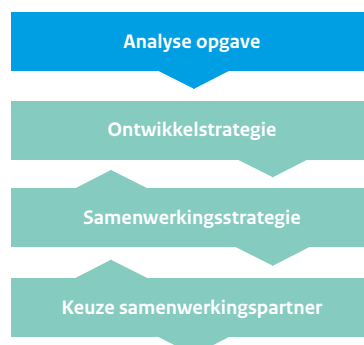 Analyse opgave
Ontwikkelstrategie
Samenwerkingsstrategie
Keuze samenwerkingspartner